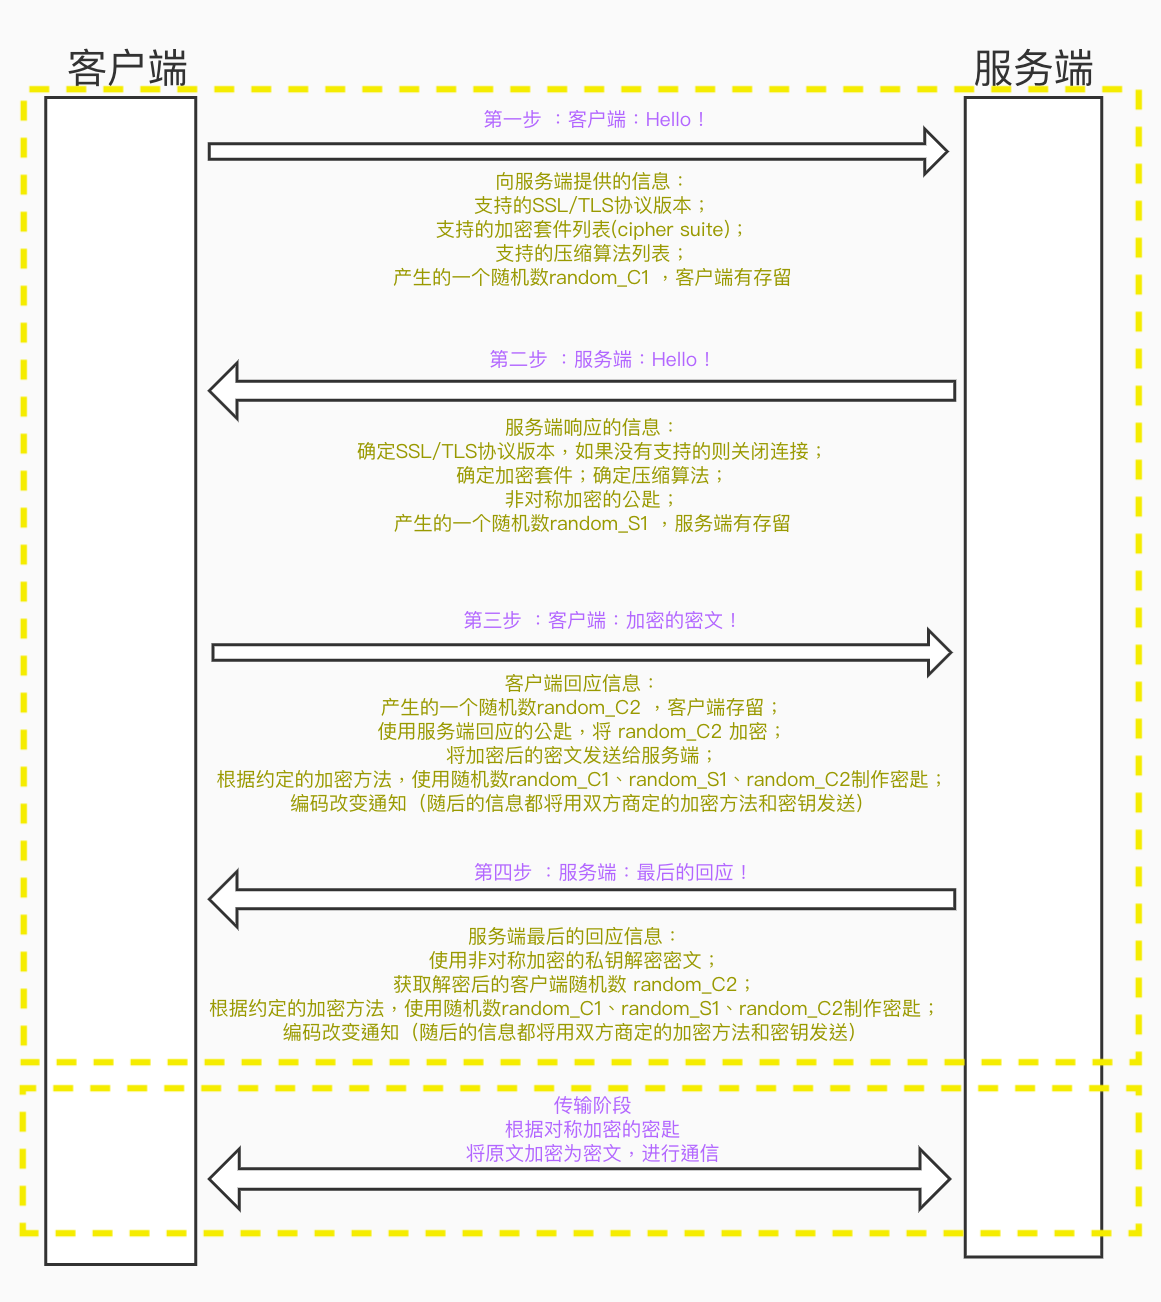 客户端
服务端
第一步 ：客户端：Hello！
向服务端提供的信息：
支持的SSL/TLS协议版本；
支持的加密套件列表(cipher suite)；
支持的压缩算法列表；
产生的一个随机数random_C1 ，客户端有存留
第二步 ：服务端：Hello！
服务端响应的信息：
确定SSL/TLS协议版本，如果没有支持的则关闭连接；
确定加密套件；确定压缩算法；
非对称加密的公匙；
产生的一个随机数random_S1 ，服务端有存留
第三步 ：客户端：加密的密文！
客户端回应信息：
产生的一个随机数random_C2 ，客户端存留；
使用服务端回应的公匙，将 random_C2 加密；
将加密后的密文发送给服务端；
根据约定的加密方法，使用随机数random_C1、random_S1、random_C2制作密匙；
编码改变通知（随后的信息都将用双方商定的加密方法和密钥发送）
第四步 ：服务端：最后的回应！
服务端最后的回应信息：
使用非对称加密的私钥解密密文；
获取解密后的客户端随机数 random_C2；
根据约定的加密方法，使用随机数random_C1、random_S1、random_C2制作密匙；
编码改变通知（随后的信息都将用双方商定的加密方法和密钥发送）
传输阶段
根据对称加密的密匙
将原文加密为密文，进行通信